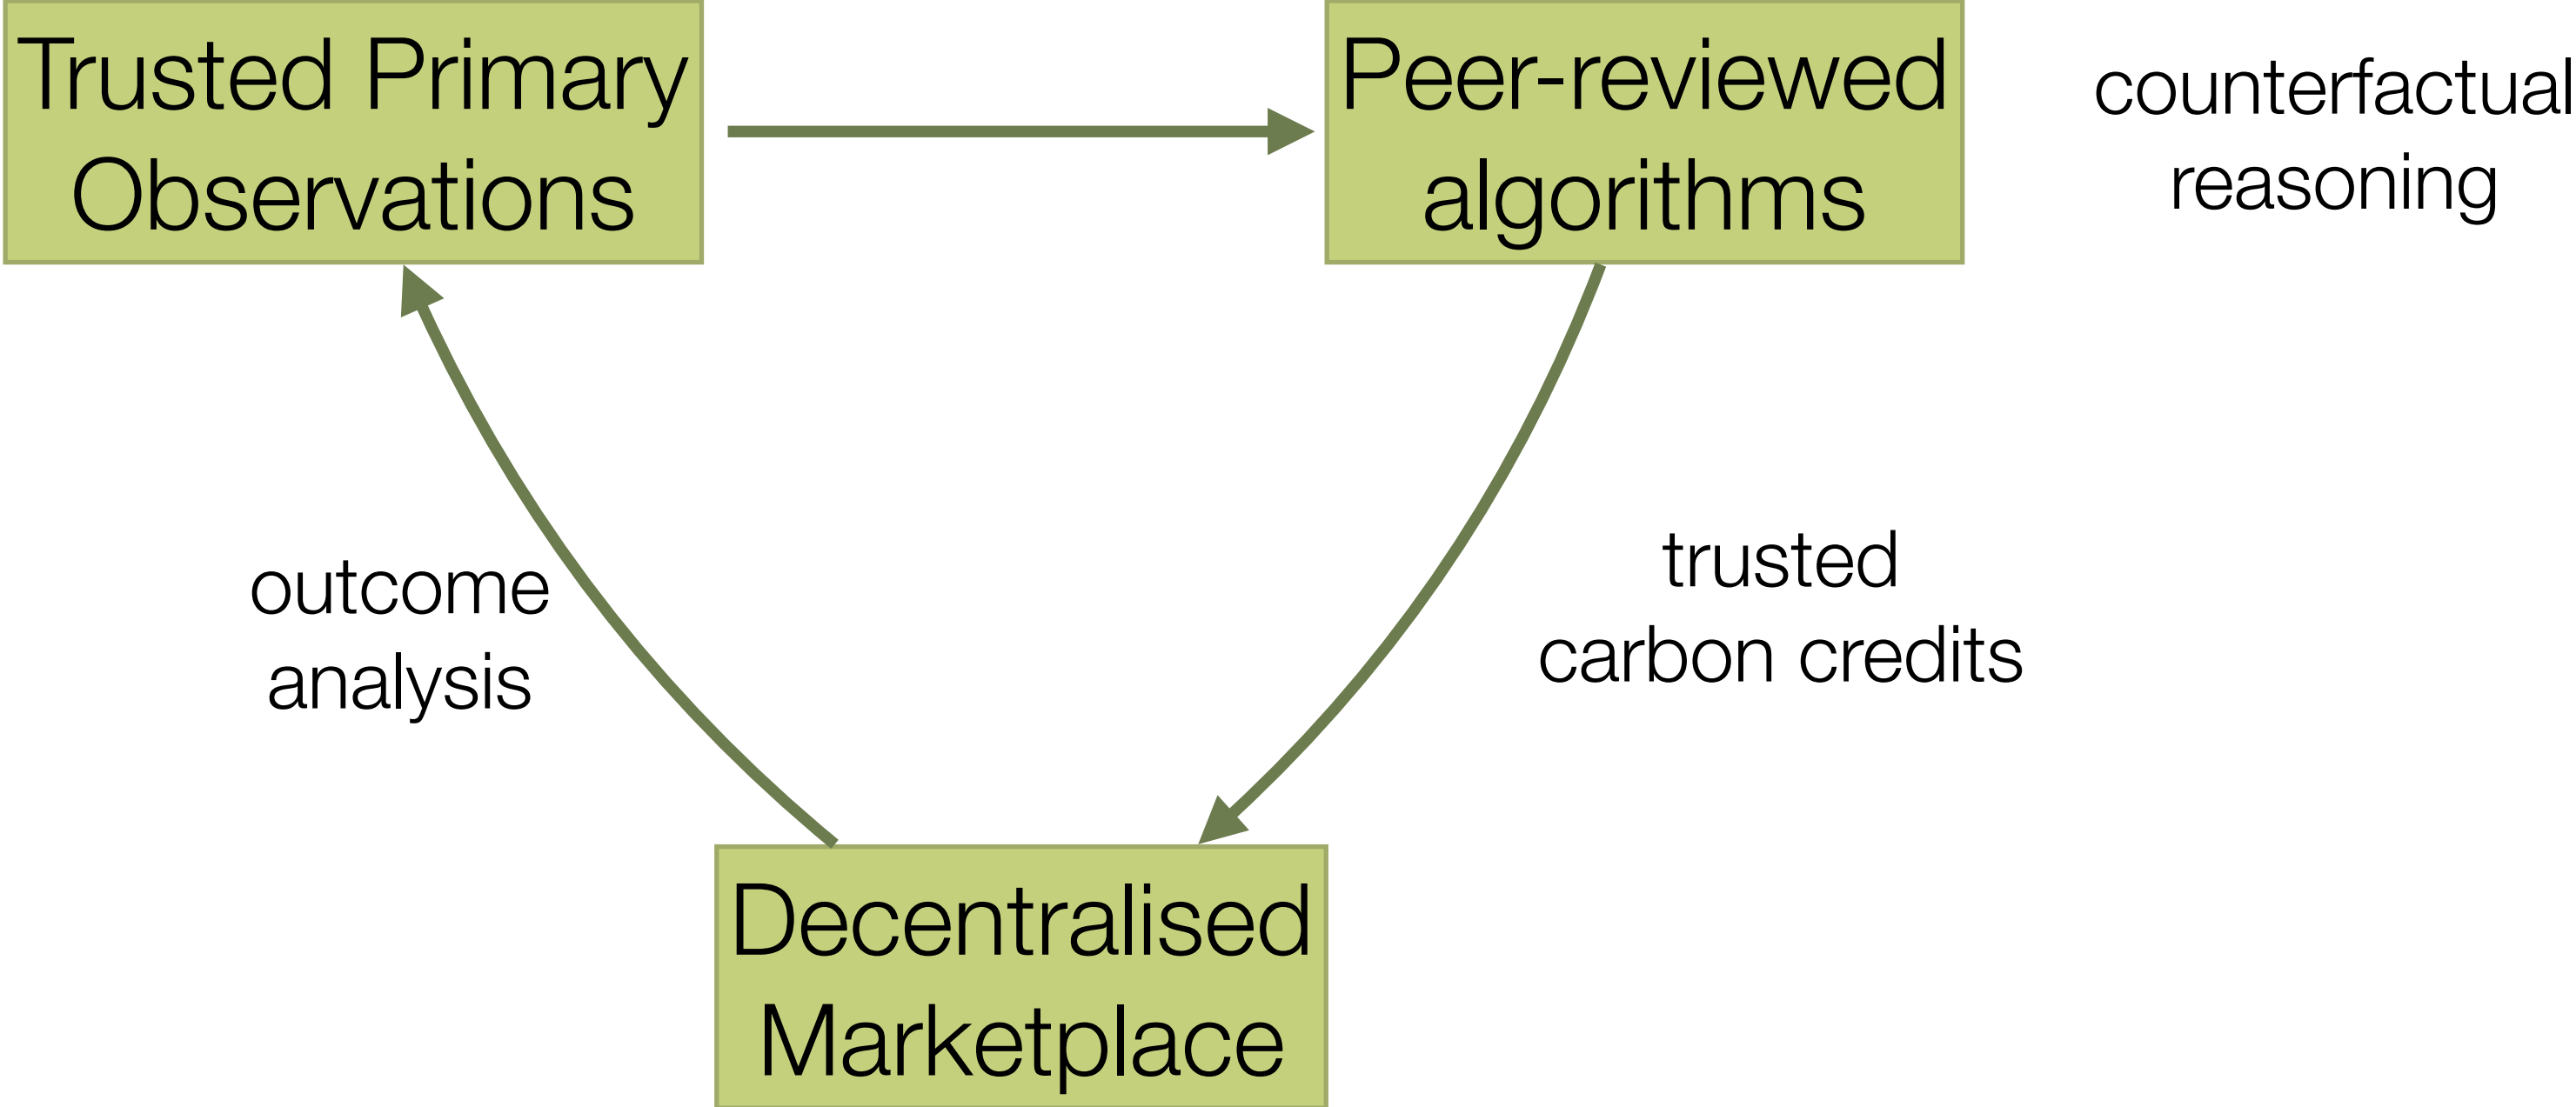 Trusted Primary
Observations
Peer-reviewed
algorithms
counterfactual
reasoning
outcome
analysis
trusted
carbon credits
Decentralised
Marketplace